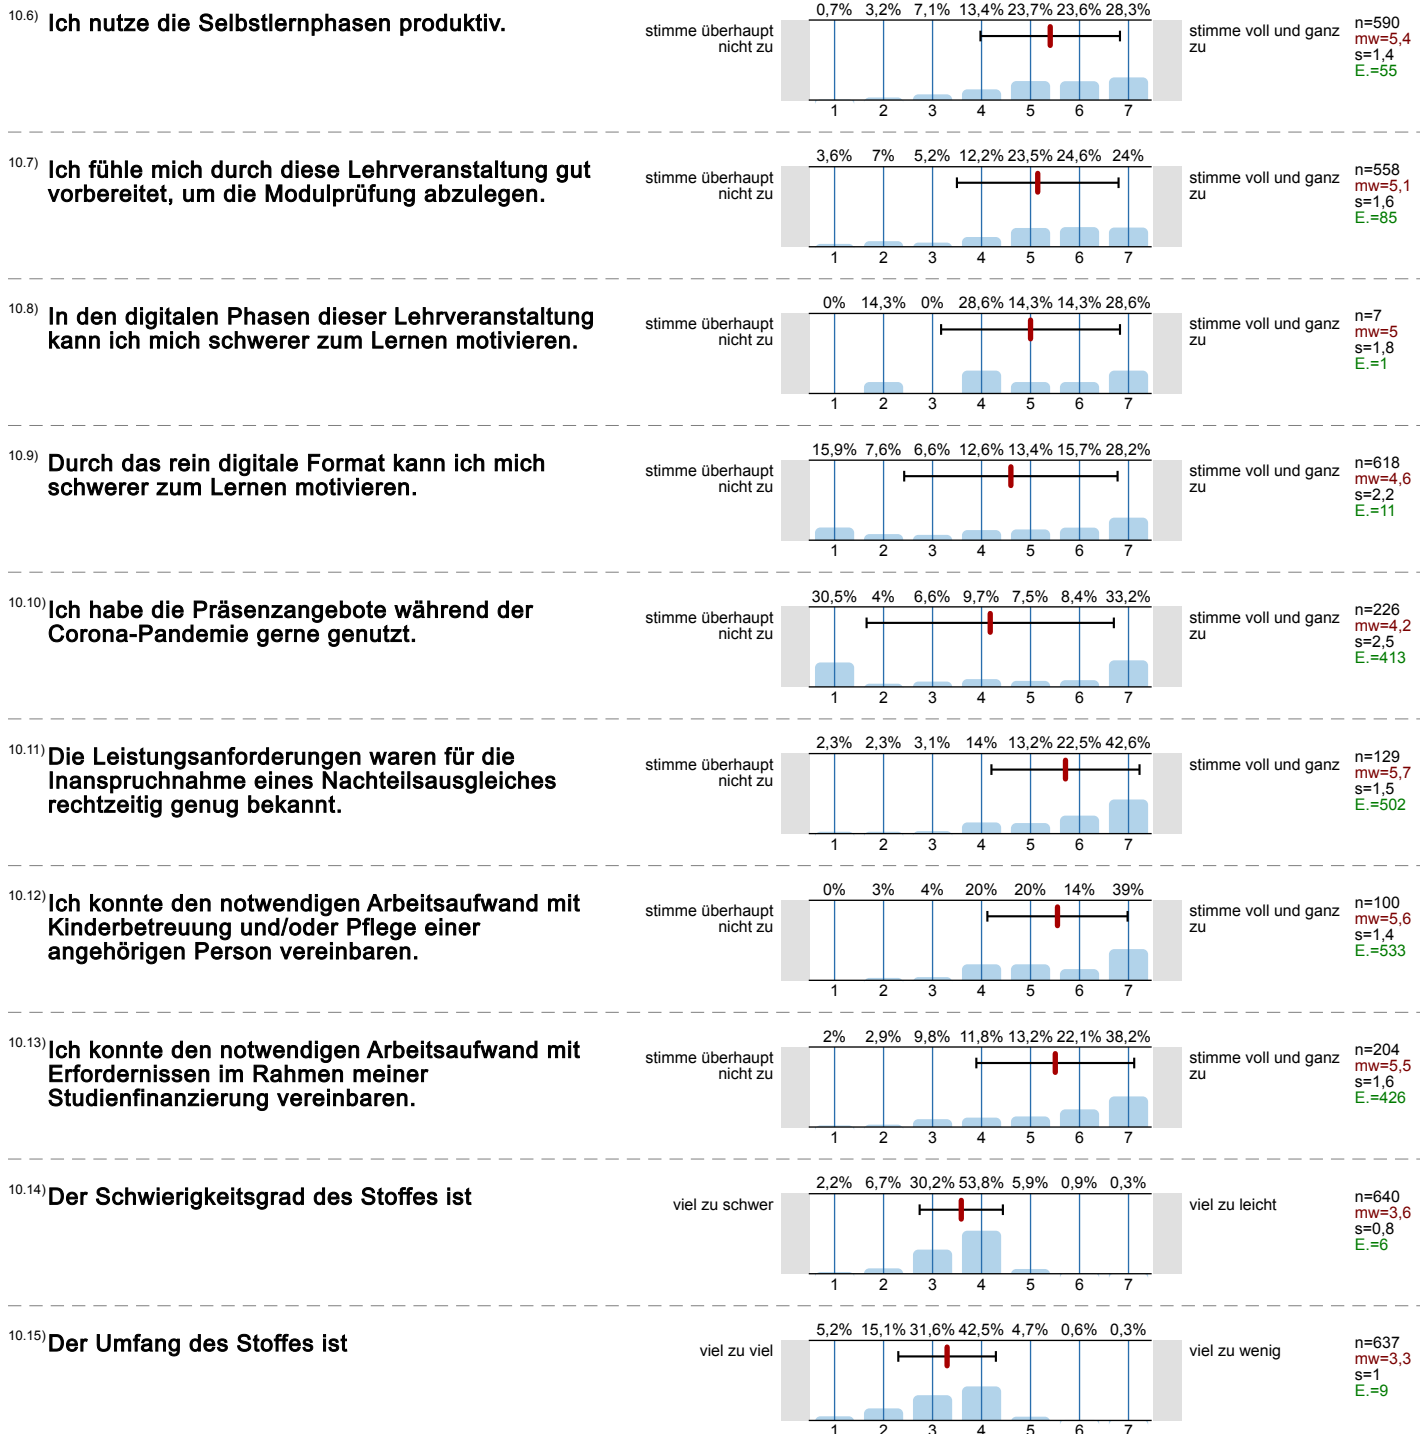 10.6) Ich nutze die Selbstlernphasen produktiv.
stimme überhaupt
nicht zu
0,7% 3,2% 7,1% 13,4% 23,7% 23,6% 28,3%
1 2 3 4 5 6 7
stimme voll und ganz
zu
n=590
mw=5,4
s=1,4
E.=55
10.7) Ich fühle mich durch diese Lehrveranstaltung gut
vorbereitet, um die Modulprüfung abzulegen.
stimme überhaupt
nicht zu
3,6% 7% 5,2% 12,2% 23,5% 24,6% 24%
1 2 3 4 5 6 7
stimme voll und ganz
zu
n=558
mw=5,1
s=1,6
E.=85
10.8) In den digitalen Phasen dieser Lehrveranstaltung
kann ich mich schwerer zum Lernen motivieren.
stimme überhaupt
nicht zu
0% 14,3% 0% 28,6% 14,3% 14,3% 28,6%
1 2 3 4 5 6 7
stimme voll und ganz
zu
n=7
mw=5
s=1,8
E.=1
10.9) Durch das rein digitale Format kann ich mich
schwerer zum Lernen motivieren.
stimme überhaupt
nicht zu
15,9% 7,6% 6,6% 12,6% 13,4% 15,7% 28,2%
1 2 3 4 5 6 7
stimme voll und ganz
zu
n=618
mw=4,6
s=2,2
E.=11
10.10) Ich habe die Präsenzangebote während der
Corona-Pandemie gerne genutzt.
stimme überhaupt
nicht zu
30,5% 4% 6,6% 9,7% 7,5% 8,4% 33,2%
1 2 3 4 5 6 7
stimme voll und ganz
zu
n=226
mw=4,2
s=2,5
E.=413
10.11) Die Leistungsanforderungen waren für die
Inanspruchnahme eines Nachteilsausgleiches
rechtzeitig genug bekannt.
stimme überhaupt
nicht zu
2,3% 2,3% 3,1% 14% 13,2% 22,5% 42,6%
1 2 3 4 5 6 7
stimme voll und ganz
zu
n=129
mw=5,7
s=1,5
E.=502
10.12) Ich konnte den notwendigen Arbeitsaufwand mit
Kinderbetreuung und/oder Pflege einer
angehörigen Person vereinbaren.
stimme überhaupt
nicht zu
0% 3% 4% 20% 20% 14% 39%
1 2 3 4 5 6 7
stimme voll und ganz
zu
n=100
mw=5,6
s=1,4
E.=533
10.13) Ich konnte den notwendigen Arbeitsaufwand mit
Erfordernissen im Rahmen meiner
Studienfinanzierung vereinbaren.
stimme überhaupt
nicht zu
2% 2,9% 9,8% 11,8% 13,2% 22,1% 38,2%
1 2 3 4 5 6 7
stimme voll und ganz
zu
n=204
mw=5,5
s=1,6
E.=426
10.14) Der Schwierigkeitsgrad des Stoffes ist
viel zu schwer
2,2% 6,7% 30,2% 53,8% 5,9% 0,9% 0,3%
1 2 3 4 5 6 7
viel zu leicht
n=640
mw=3,6
s=0,8
E.=6
10.15) Der Umfang des Stoffes ist
viel zu viel
5,2% 15,1% 31,6% 42,5% 4,7% 0,6% 0,3%
1 2 3 4 5 6 7
viel zu wenig
n=637
mw=3,3
s=1
E.=9